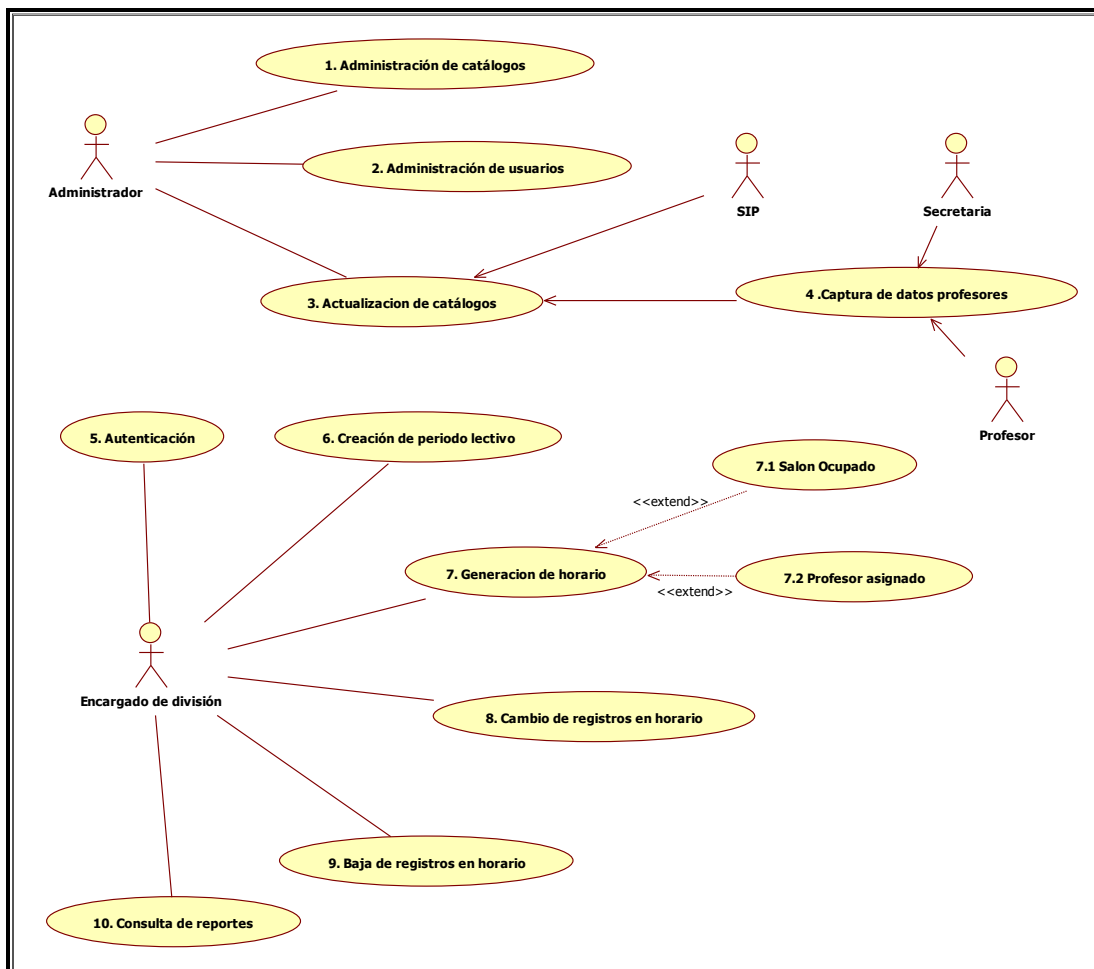 1. Administración de catálogos
2. Administración de usuarios
Administrador
SIP
Secretaria
3. Actualizacion de catálogos
4 .Captura de datos profesores
Profesor
5. Autenticación
6. Creación de periodo lectivo
7.1 Salon Ocupado
<<extend>>
7. Generacion de horario
7.2 Profesor asignado
<<extend>>
Encargado de división
8. Cambio de registros en horario
9. Baja de registros en horario
10. Consulta de reportes